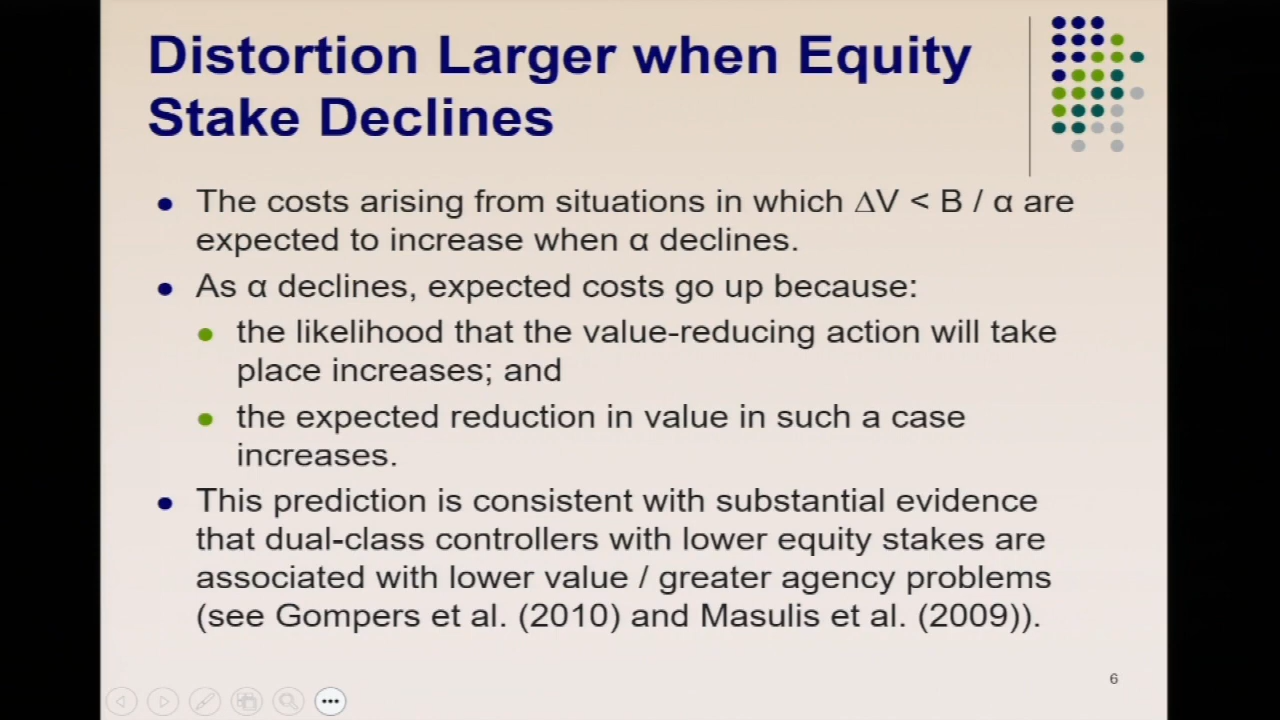 Distortion Larger when Equity
Stake Declines
• The costs arising from situations in which ΔV < B / α are
expected to increase when α declines.
• As α declines, expected costs go up because:
• the likelihood that the value-reducing action will take
place increases; and
• the expected reduction in value in such a case
increases.
• This prediction is consistent with substantial evidence
that dual-class controllers with lower equity stakes are
associated with lower value / greater agency problems
(see Gompers et al. (2010) and Masulis et al. (2009)).
6